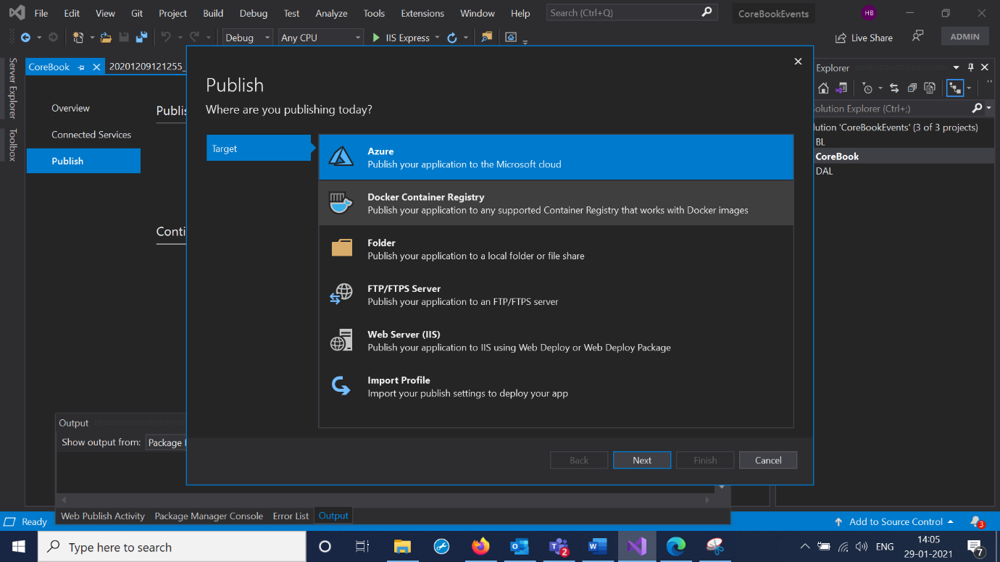 File Edit View Git Project Build Debug Test Analyze Tools Extensions Window Help Search (Ctrl+Q) CoreBookEvents HB
Debug Any CPU IIS Express Live Share ADMIN
Server Explorer
Toolbox
CoreBook 20201209121255_
Overview
Connected Services
Publish
Publis
Conti
Publish
Where are you publishing today?
Target
Azure
Publish your application to the Microsoft cloud
Docker Container Registry
Publish your application to any supported Container Registry that works with Docker images
Folder
Publish your application to a local folder or file share
FTP/FTPS Server
Publish your application to an FTP/FTPS server
Web Server (IIS)
Publish your application to IIS using Web Deploy or Web Deploy Package
Import Profile
Import your publish settings to deploy your app
Back Next Finish Cancel
Explorer
olution Explorer (Ctrl+;)
lution 'CoreBookEvents' (3 of 3 projects)
BL
CoreBook
DAL
Output
Show output from: Package
Web Publish Activity Package Manager Console Error List Output
Ready Add to Source Control 3
Type here to search 2 ENG 14:05
29-01-2021 7